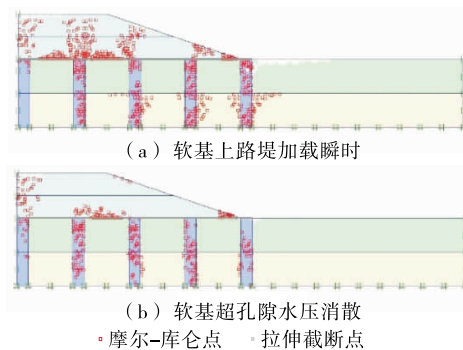 （a）软基上路堤加载瞬时
（b）软基超孔隙水压消散
摩尔-库仑点 拉伸截断点